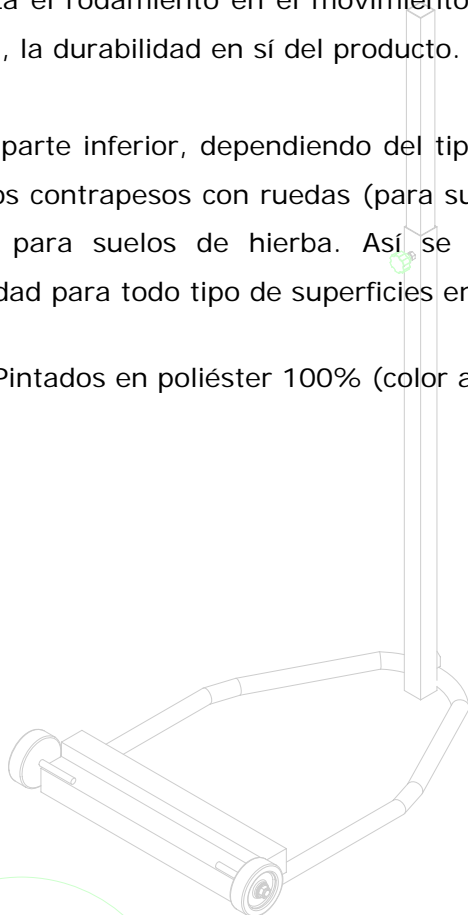 el rodamiento en el movimiento
, la durabilidad en sí del producto.
parte inferior, dependiendo del tip
os contrapesos con ruedas (para su
para suelos de hierba. Así se
dad para todo tipo de superficies en
Pintados en poliéster 100% (color a